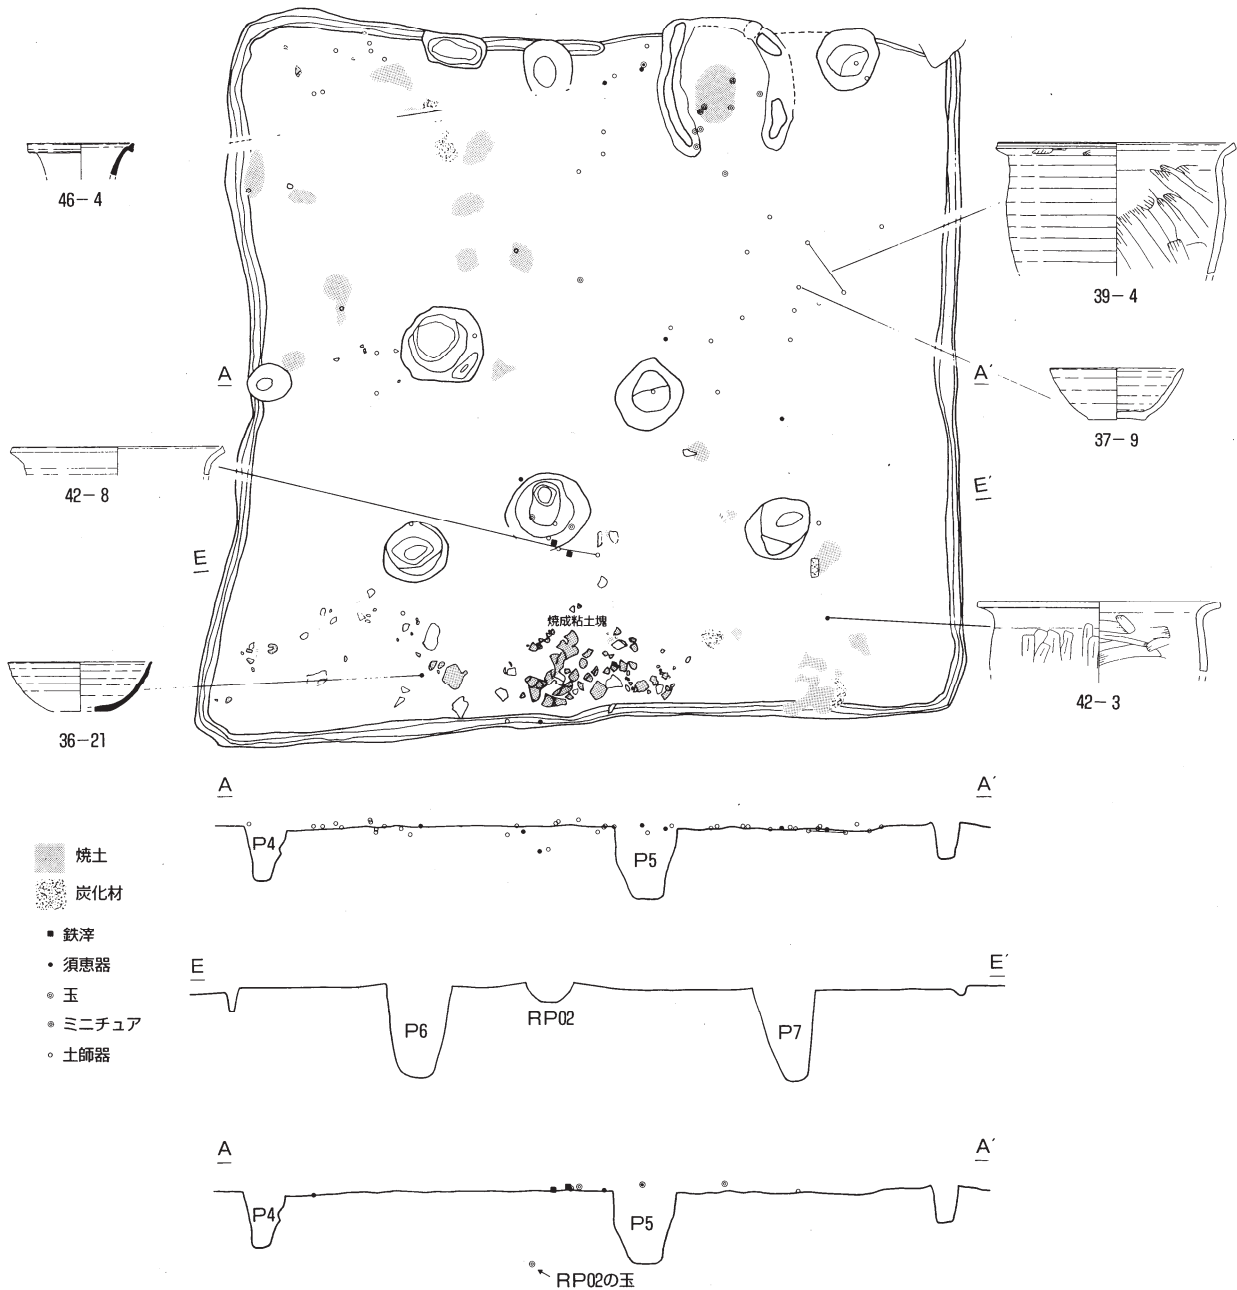 46－4
39－4
A
A′
37－9
42－8
E′
E
焼成粘土塊
42－3
36－21
A
A′
P4
P5
焼土
炭化材
鉄滓
須恵器
玉
ミニチュア
土師器
E
E′
P6
RP02
P7
A
A′
P4
P5
RP02の玉